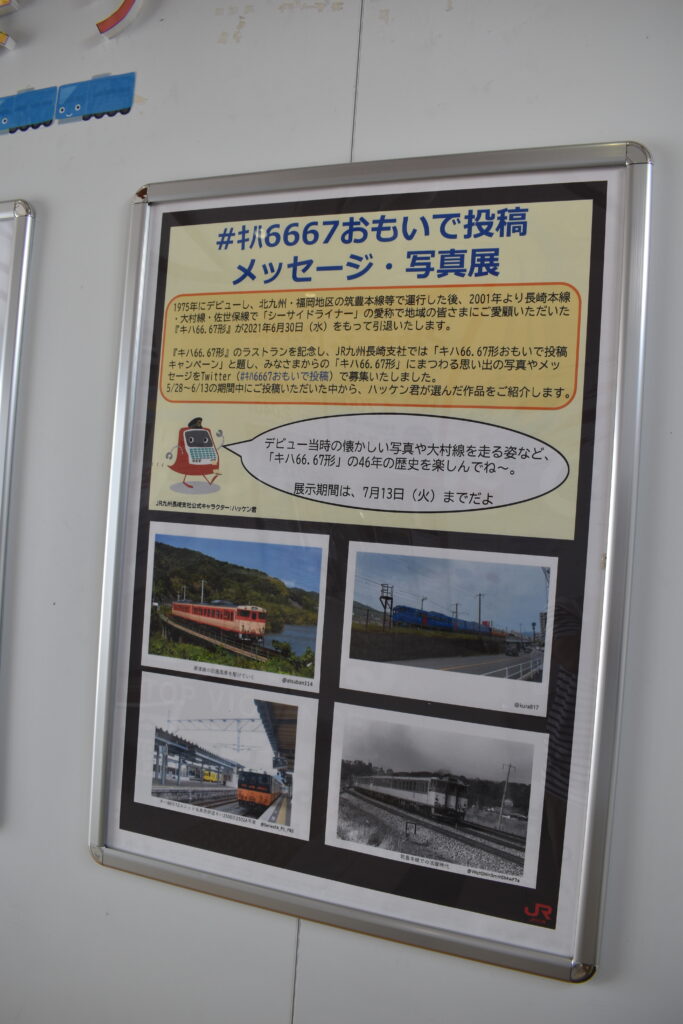 #ｷﾊ6667おもいで投稿
メッセージ・写真展
1975年にデビューし、北九州・福岡地区の筑豊本線等で運行した後、2001年より長崎本線
・大村線・佐世保線で「シーサイドライナー」の愛称で地域の皆さまにご愛顧いただいた
『キハ66.67形』が2021年6月30日（水）をもって引退いたします。
『キハ66.67形』のラストランを記念し、JR九州長崎支社では「キハ66.67形おもいで投稿
キャンペーン」と題し、みなさまからの「キハ66.67形」にまつわる思い出の写真やメッ
セージをTwitter（#ｷﾊ6667おもいで投稿）で募集いたしました。
5/28～6/13の期間中にご投稿いただいた中から、ハッケン君が選んだ作品をご紹介します。
デビュー当時の懐かしい写真や大村線を走る姿など、
「キハ66.67形」の46年の歴史を楽しんでね～。
展示期間は、7月13日（火）までだよ
JR九州長崎支社公式キャラクター：ハッケン君
@kura817
JR